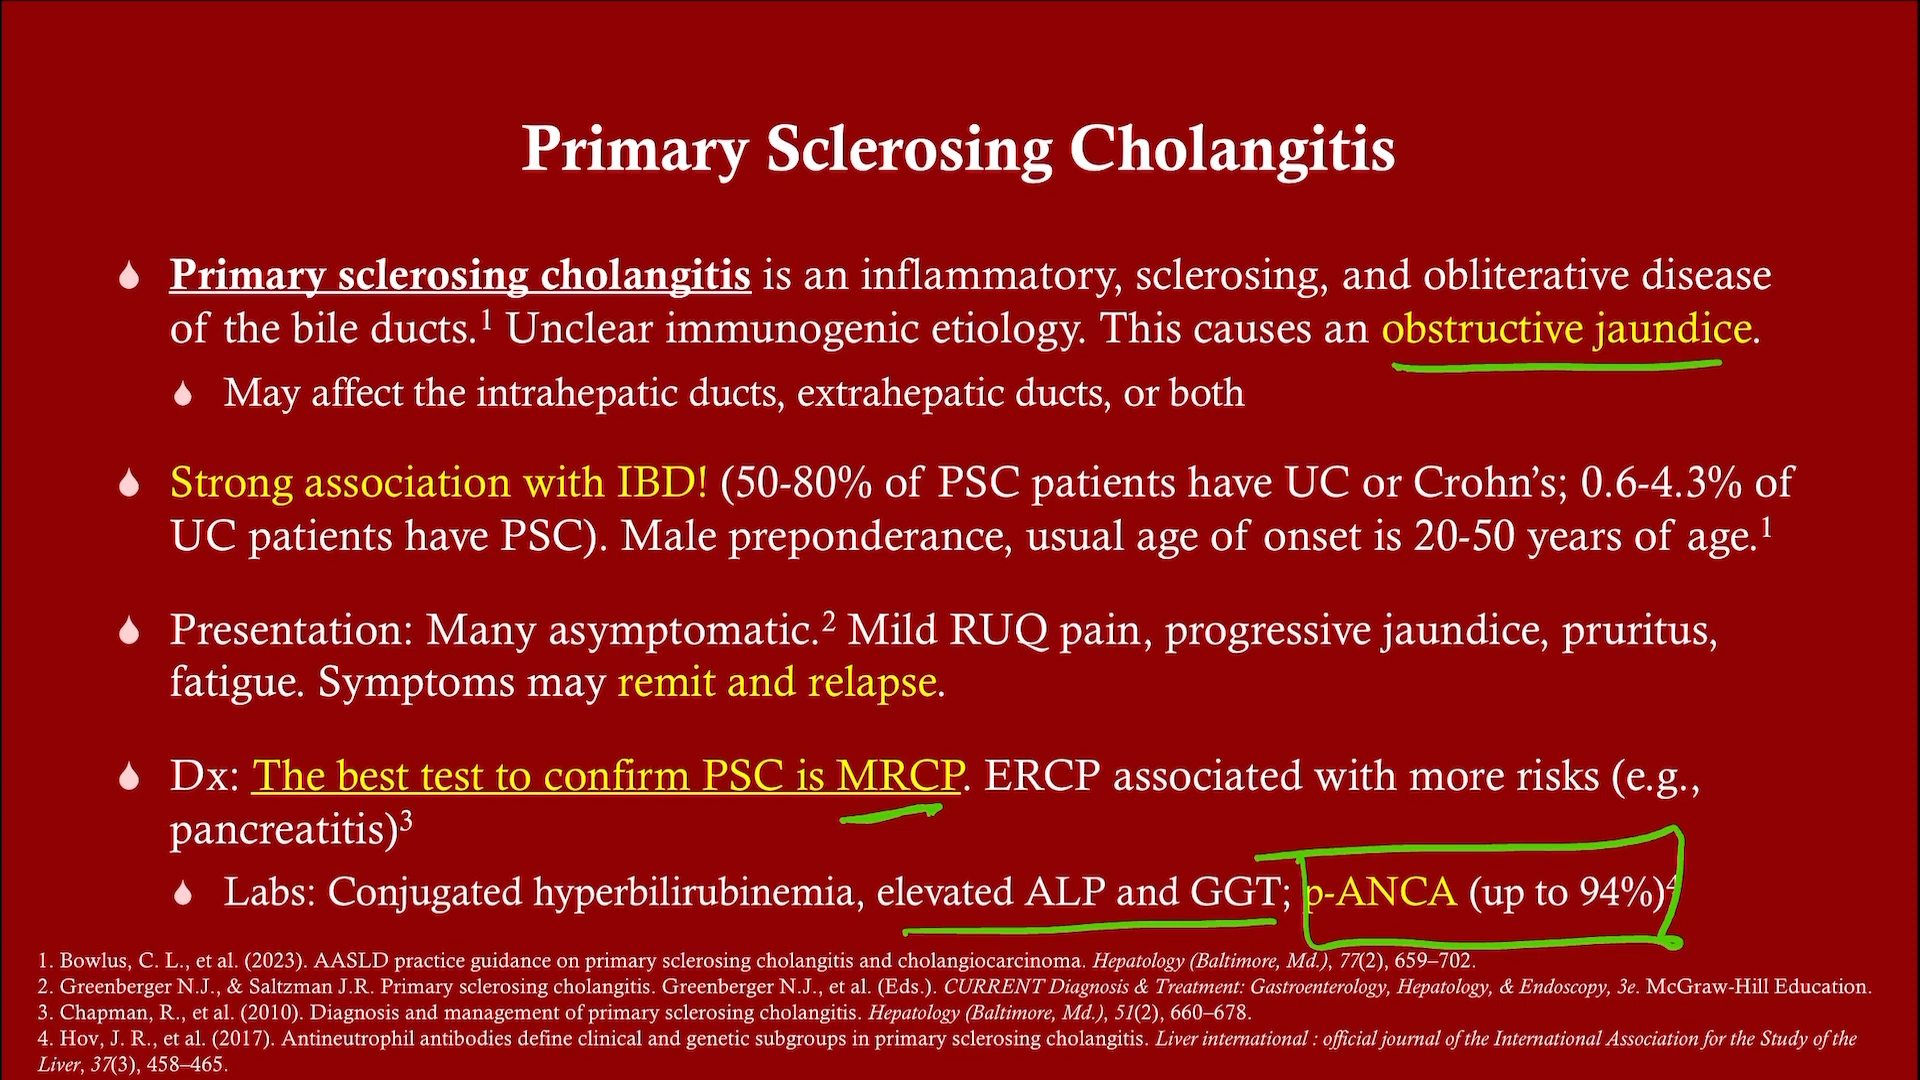 Primary Sclerosing Cholangitis
Primary sclerosing cholangitis is an inflammatory, sclerosing, and obliterative disease
of the bile ducts.1 Unclear immunogenic etiology. This causes an obstructive jaundice.
May affect the intrahepatic ducts, extrahepatic ducts, or both
Strong association with IBD! (50-80% of PSC patients have UC or Crohn’s; 0.6-4.3% of
UC patients have PSC). Male preponderance, usual age of onset is 20-50 years of age.1
Presentation: Many asymptomatic.2 Mild RUQ pain, progressive jaundice, pruritus,
fatigue. Symptoms may remit and relapse.
Dx: The best test to confirm PSC is MRCP. ERCP associated with more risks (e.g.,
pancreatitis)3
Labs: Conjugated hyperbilirubinemia, elevated ALP and GGT; p-ANCA (up to 94%)4
1. Bowlus, C. L., et al. (2023). AASLD practice guidance on primary sclerosing cholangitis and cholangiocarcinoma. Hepatology (Baltimore, Md.), 77(2), 659–702.
2. Greenberger N.J., & Saltzman J.R. Primary sclerosing cholangitis. Greenberger N.J., et al. (Eds.). CURRENT Diagnosis & Treatment: Gastroenterology, Hepatology, & Endoscopy, 3e. McGraw-Hill Education.
3. Chapman, R., et al. (2010). Diagnosis and management of primary sclerosing cholangitis. Hepatology (Baltimore, Md.), 51(2), 660–678.
4. Hov, J. R., et al. (2017). Antineutrophil antibodies define clinical and genetic subgroups in primary sclerosing cholangitis. Liver international : official journal of the International Association for the Study of the
Liver, 37(3), 458–465.